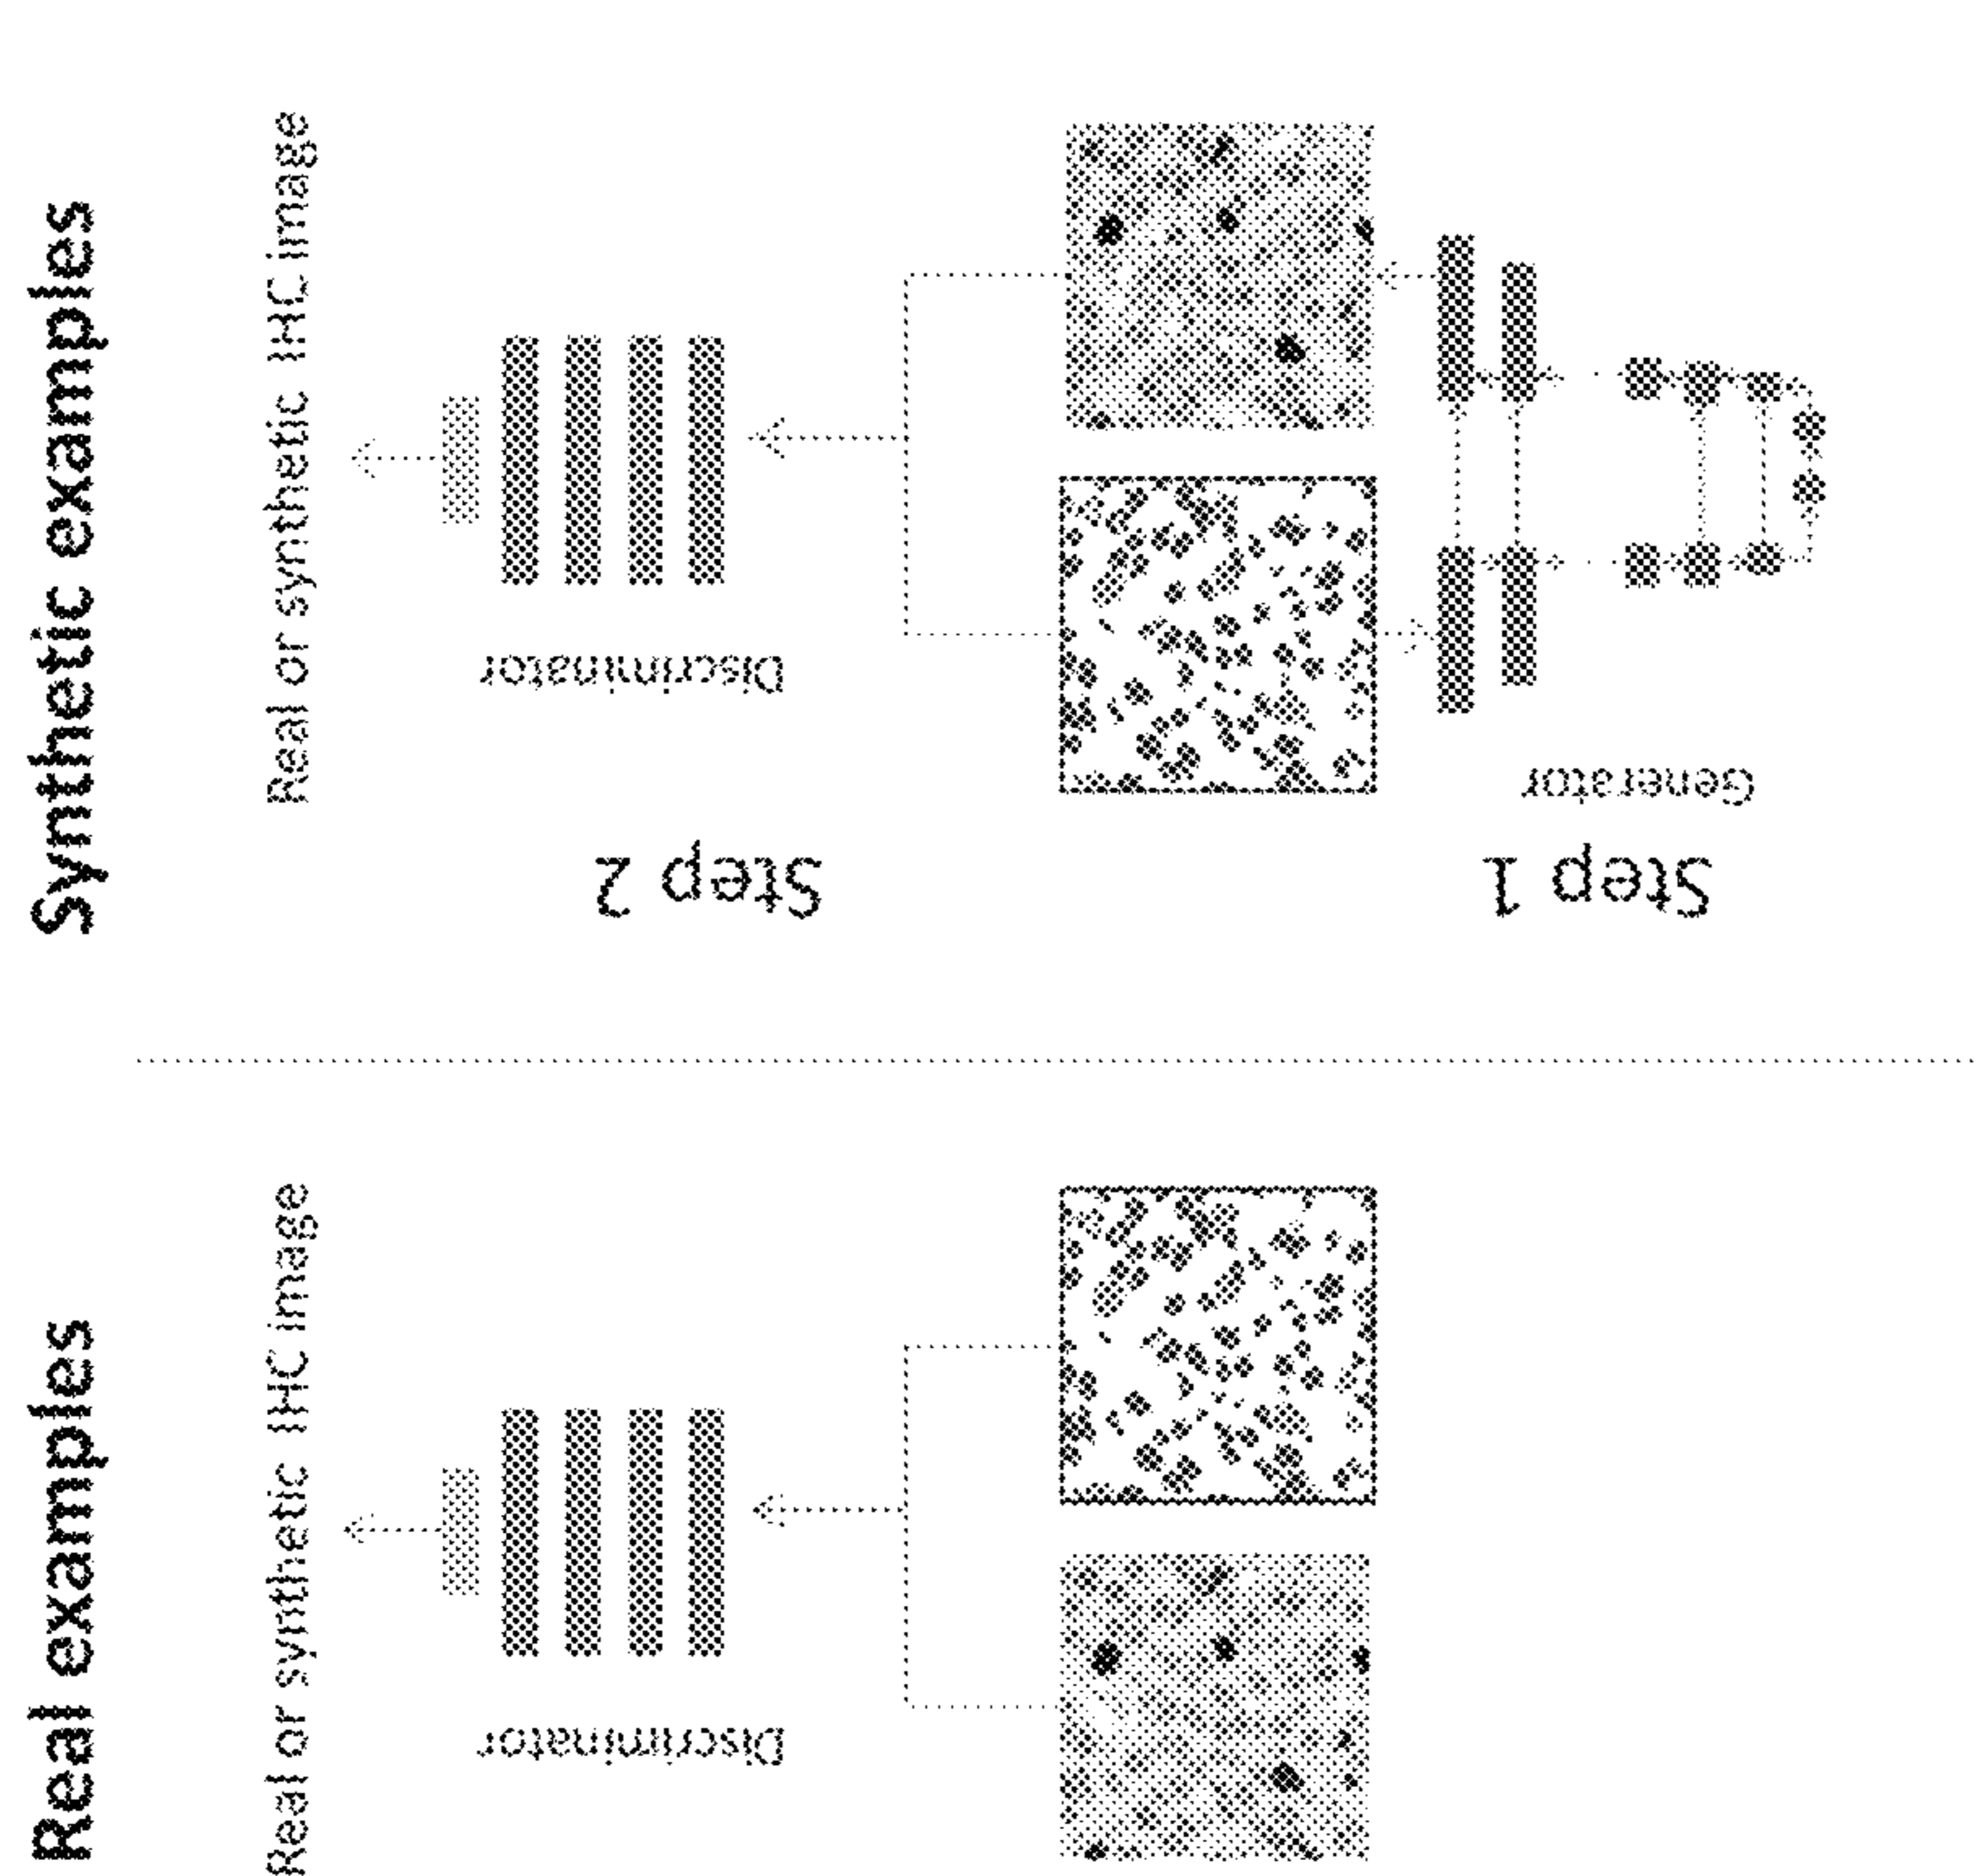 Real examples
Synthetic examples
Real or synthetic IHC image
Real or synthetic IHC image
Discriminator
Discriminator
Step 2
Step 1
Generator